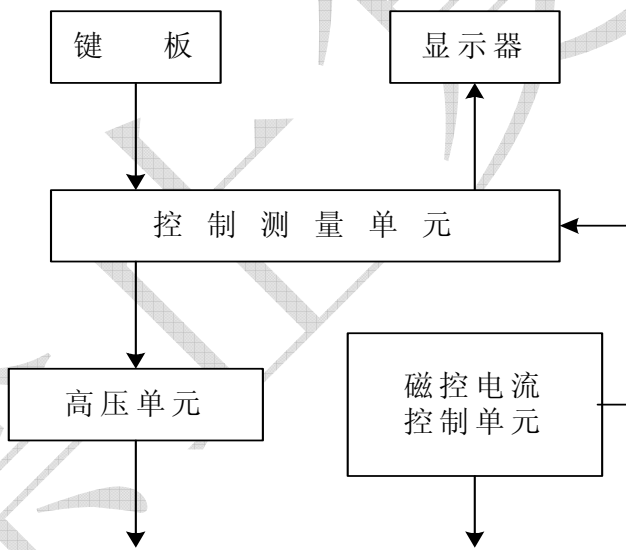 键 板
显示器
控制测量单元
高压单元
磁控电流
控制单元